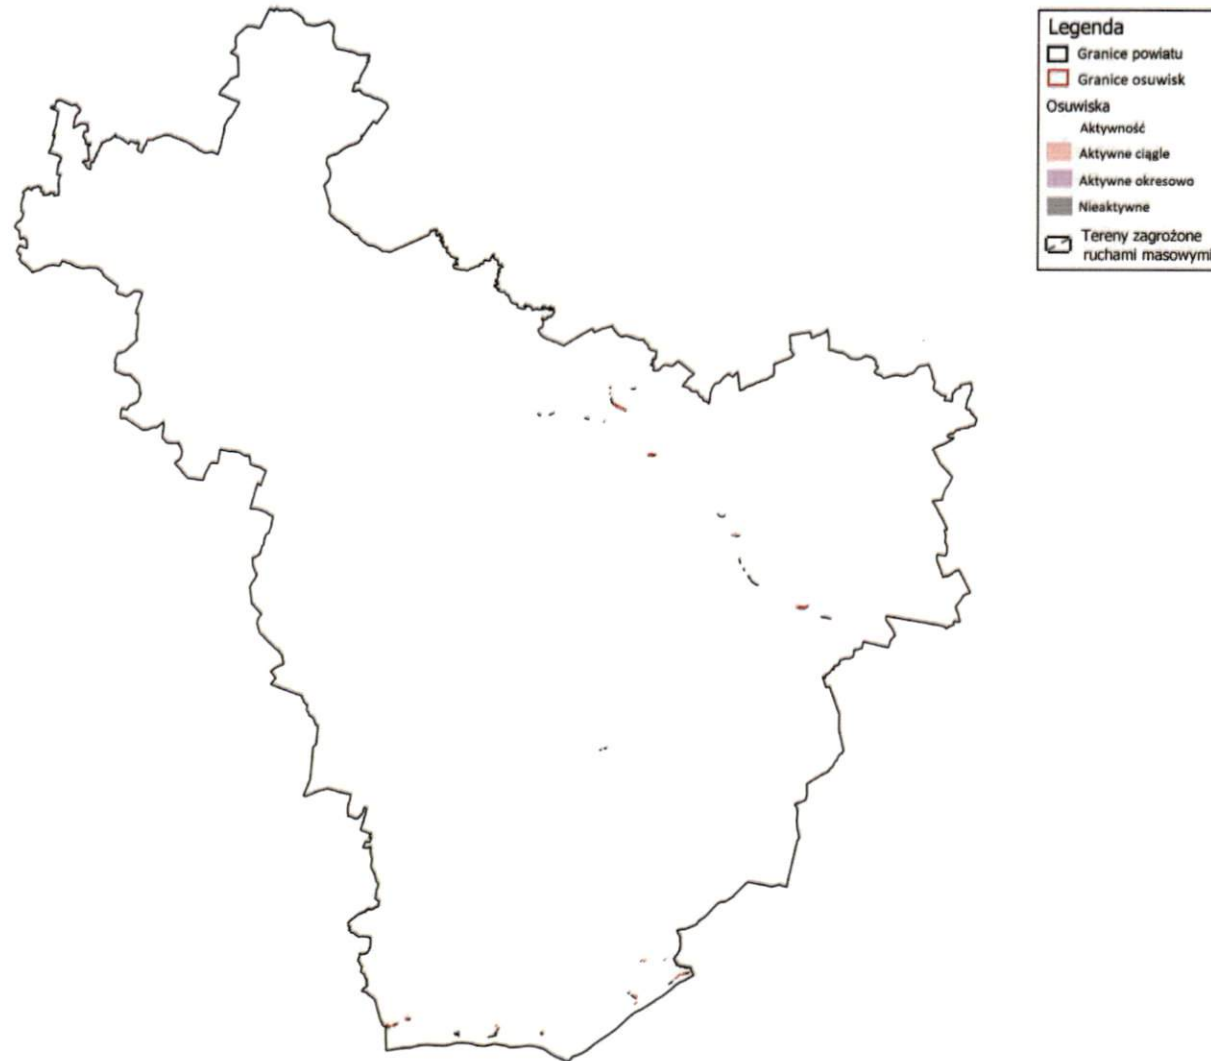 Legenda
Granice powiatu
Granice osuwisk
Osuwiska
Aktywność
Aktywne ciągle
Aktywne okresowo
Nieaktywne
Tereny zagrożone
ruchami masowymi